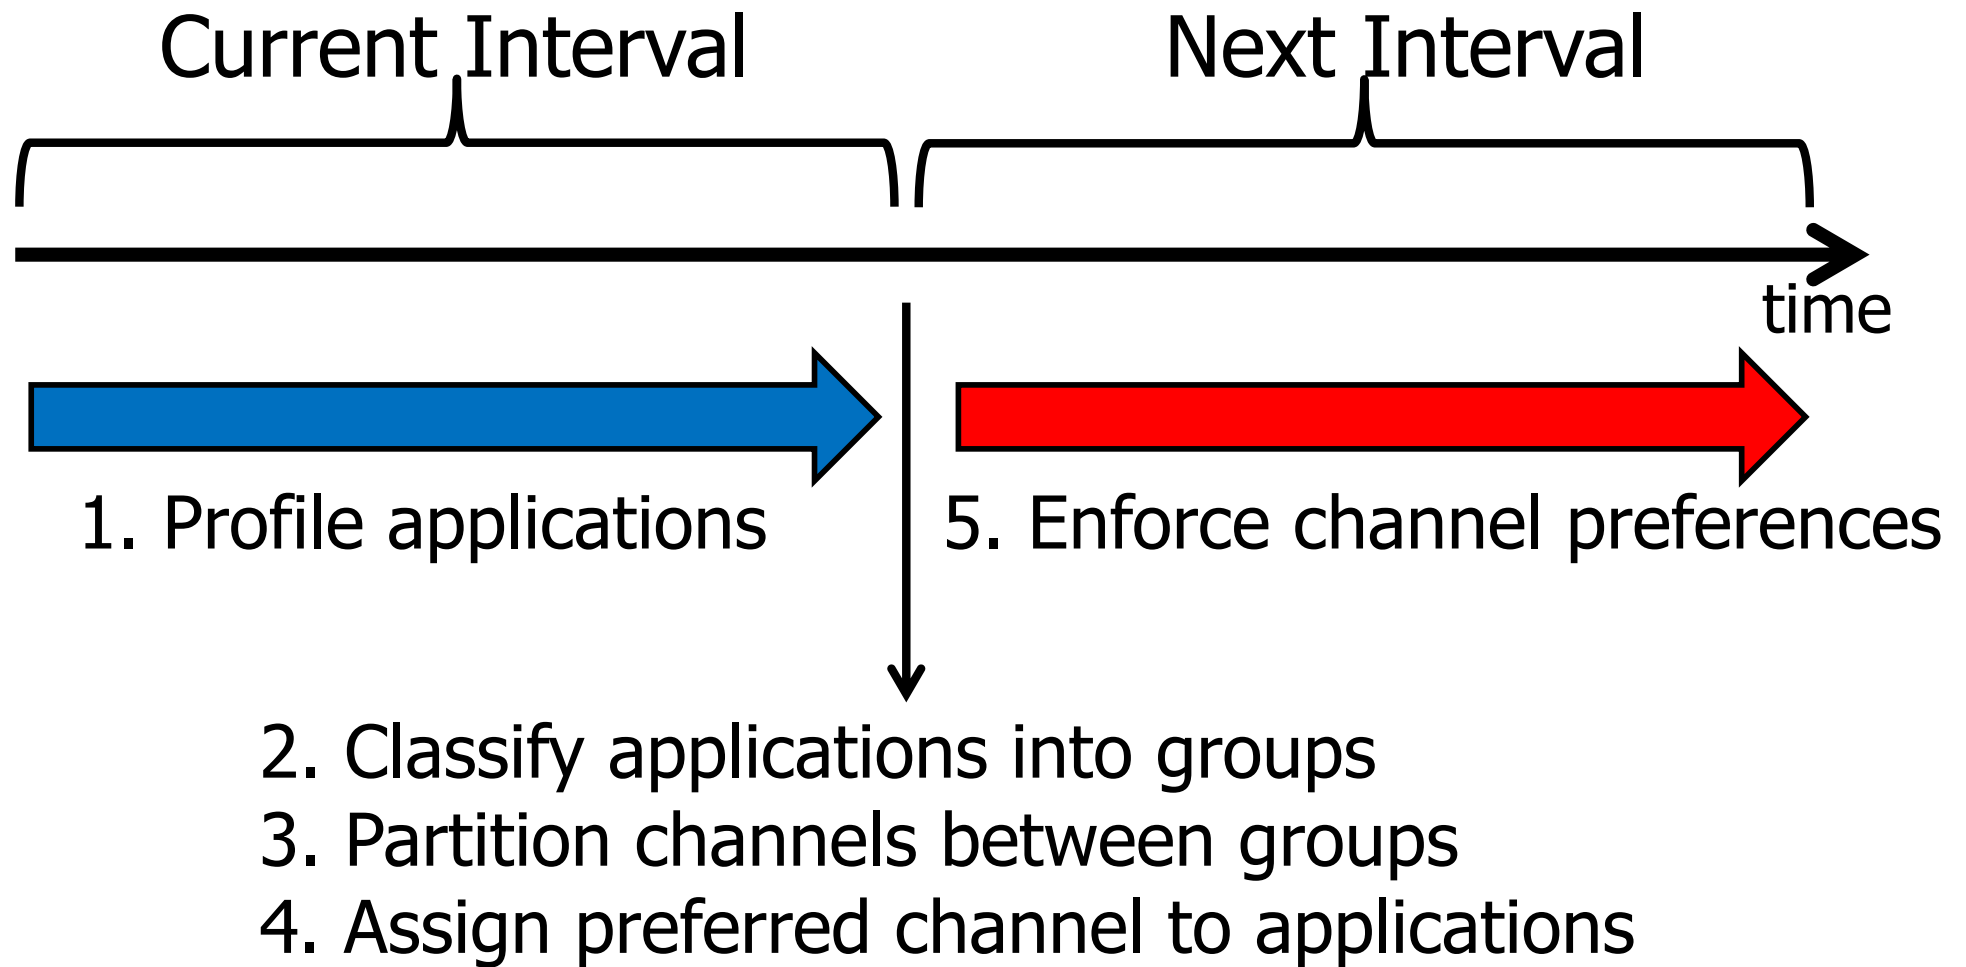 Current Interval
Next Interval
time
1. Profile applications
5. Enforce channel preferences
2. Classify applications into groups
3. Partition channels between groups
4. Assign preferred channel to applications